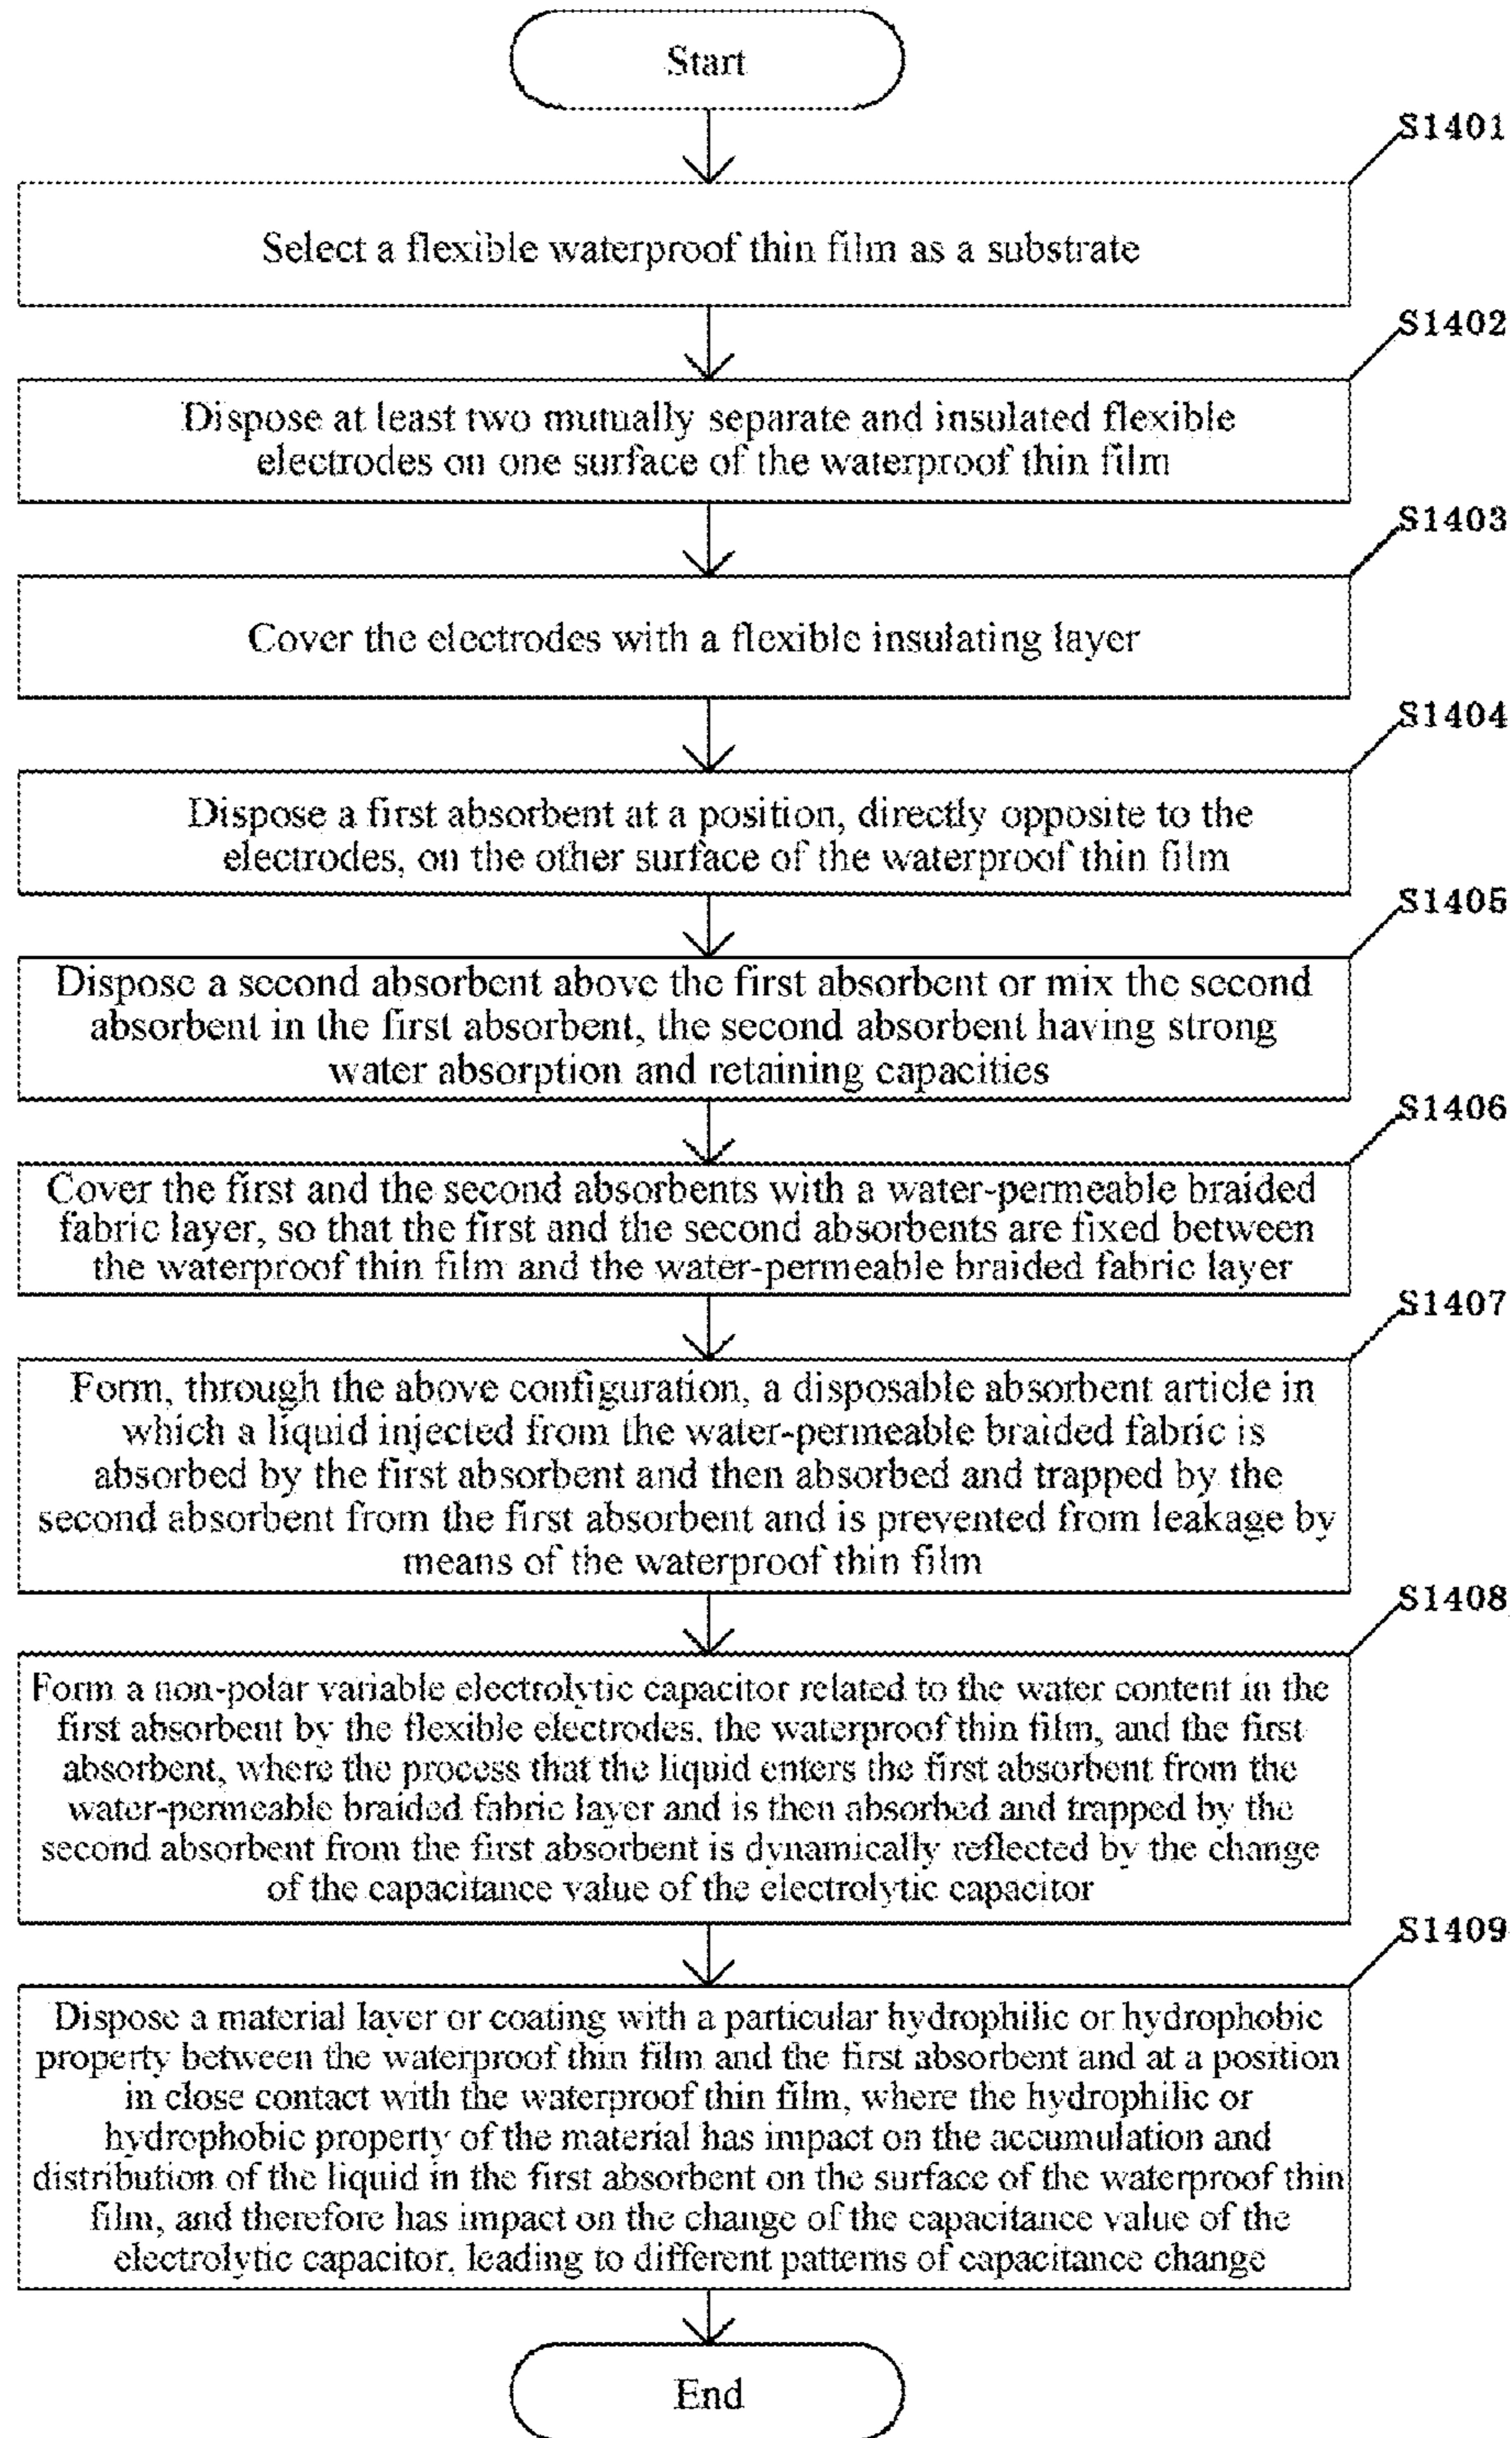 Start
S1401
Select a flexible waterproof thin film as a substrate
S1402
Dispose at least two mutually separate and insulated flexible
electrodes on one surface of the waterproof thin film
S1403
Cover the electrodes with a flexible insulating layer
S1404
Dispose a first absorbent at a position, directly opposite to the
electrodes, on the other surface of the waterproof thin film
S1405
Dispose a second absorbent above the first absorbent or mix the second
absorbent in the first absorbent, the second absorbent having strong
water absorption and retaining capacities
S1406
Cover the first and the second absorbents with a water-permeable braided
fabric layer, so that the first and the second absorbents are fixed between
the waterproof thin film and the water-permeable braided fabric layer
S1407
Form, through the above configuration, a disposable absorbent article in
which a liquid injected from the water-permeable braided fabric is
absorbed by the first absorbent and then absorbed and trapped by the
second absorbent from the first absorbent and is prevented from leakage by
means of the waterproof thin film
S1408
Form a non-polar variable electrolytic capacitor related to the water content in the
first absorbent by the flexible electrodes, the waterproof thin film, and the first
absorbent, where the process that the liquid enters the first absorbent from the
water-permeable braided fabric layer and is then absorbed and trapped by the
second absorbent from the first absorbent is dynamically reflected by the change
of the capacitance value of the electrolytic capacitor
S1409
Dispose a material layer or coating with a particular hydrophilic or hydrophobic
property between the waterproof thin film and the first absorbent and at a position
in close contact with the waterproof thin film, where the hydrophilic or
hydrophobic property of the material has impact on the accumulation and
distribution of the liquid in the first absorbent on the surface of the waterproof thin
film, and therefore has impact on the change of the capacitance value of the
electrolytic capacitor, leading to different patterns of capacitance change
End